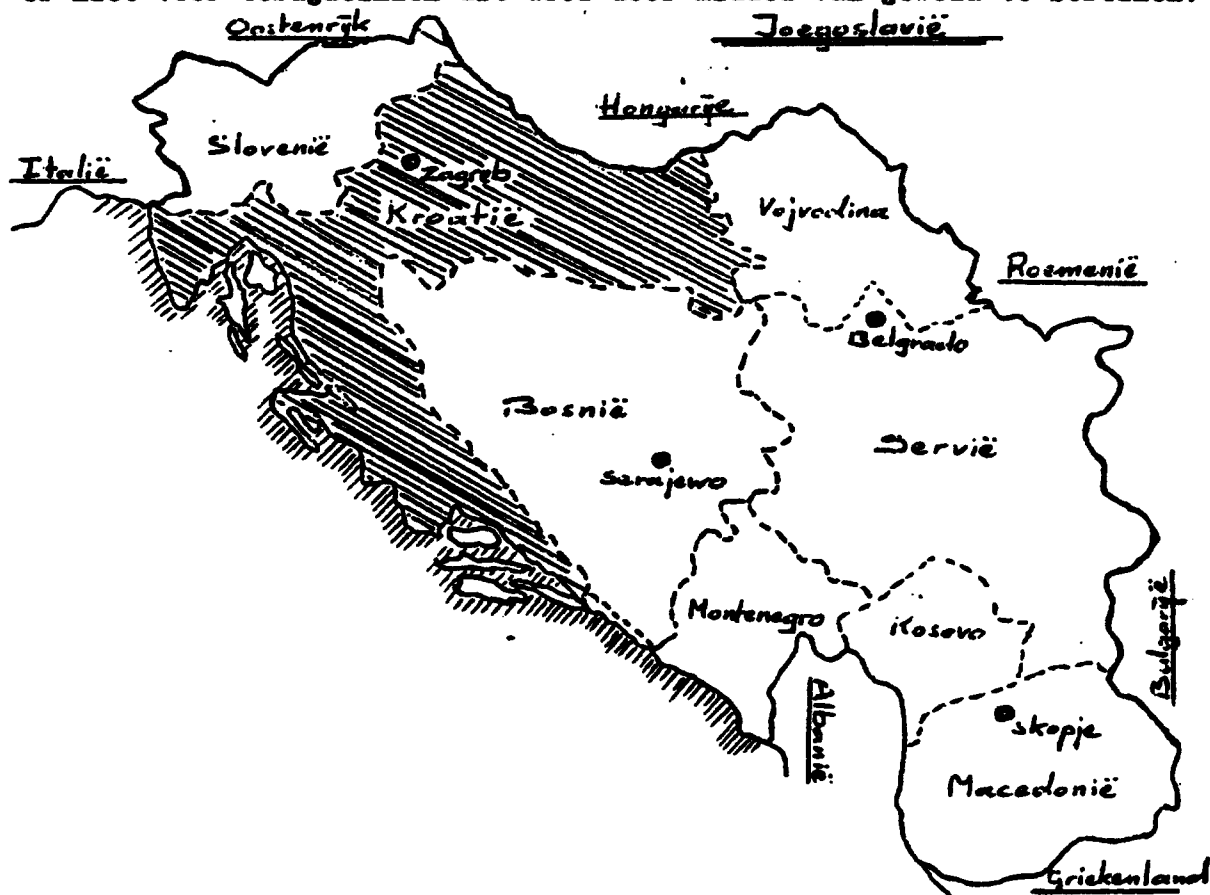 Oostenrijk
Joegoslavië
Hongarije
Slovenië
Italië
Zagreb
Kroatië
Vojvodina
Roemenië
Belgrado
Bosnië
Servië
Sarajewo
Montenegro
Kosovo
Bulgarije
Albanië
Skopje
Macedonië
Griekenland